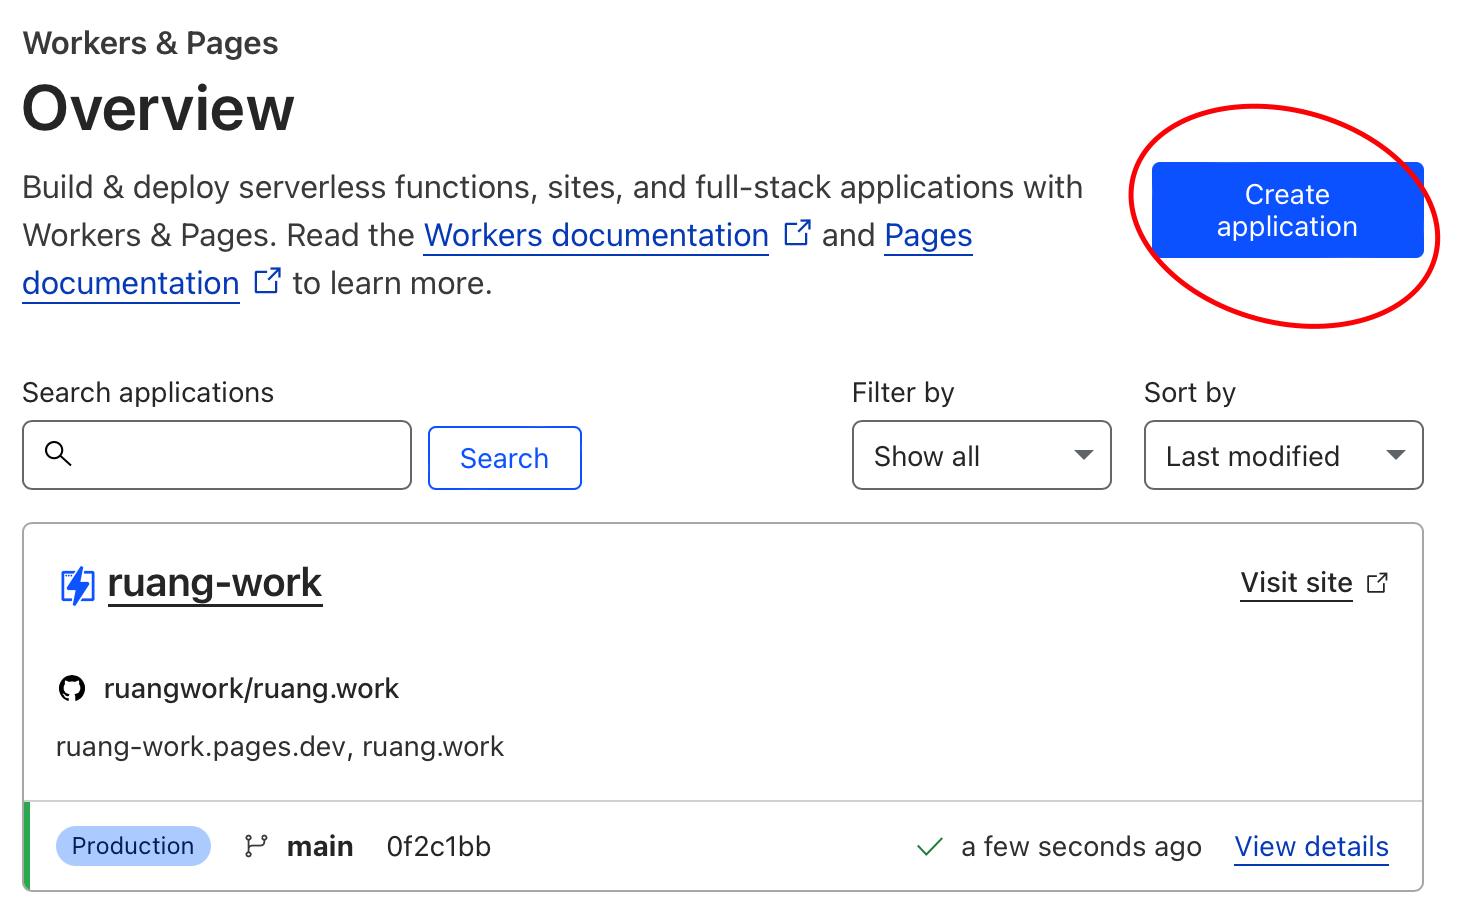 Workers & Pages
Overview
Build & deploy serverless functions, sites, and full-stack applications with
Workers & Pages. Read the Workers documentation and Pages
documentation to learn more.
Create
application
Search applications
Search
Filter by
Show all
Sort by
Last modified
ruang-work
Visit site
ruangwork/ruang.work
ruang-work.pages.dev, ruang.work
Production main 0f2c1bb a few seconds ago View details